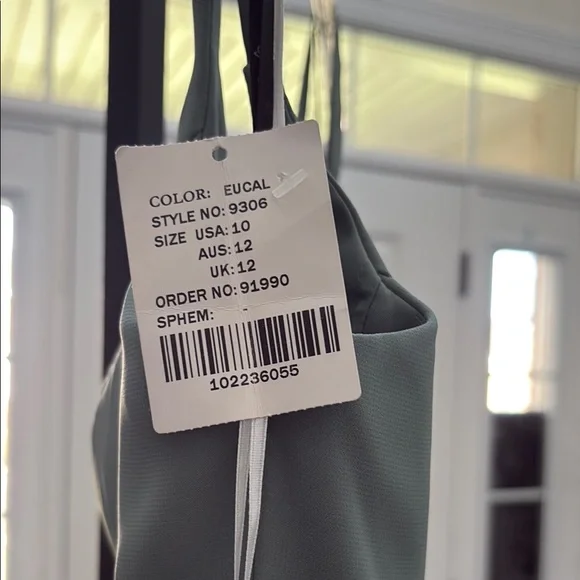 COLOR: EUCAL
STYLE NO: 9306
SIZE USA: 10
AUS: 12
UK: 12
ORDER NO: 91990
SPHEM: -
102236055